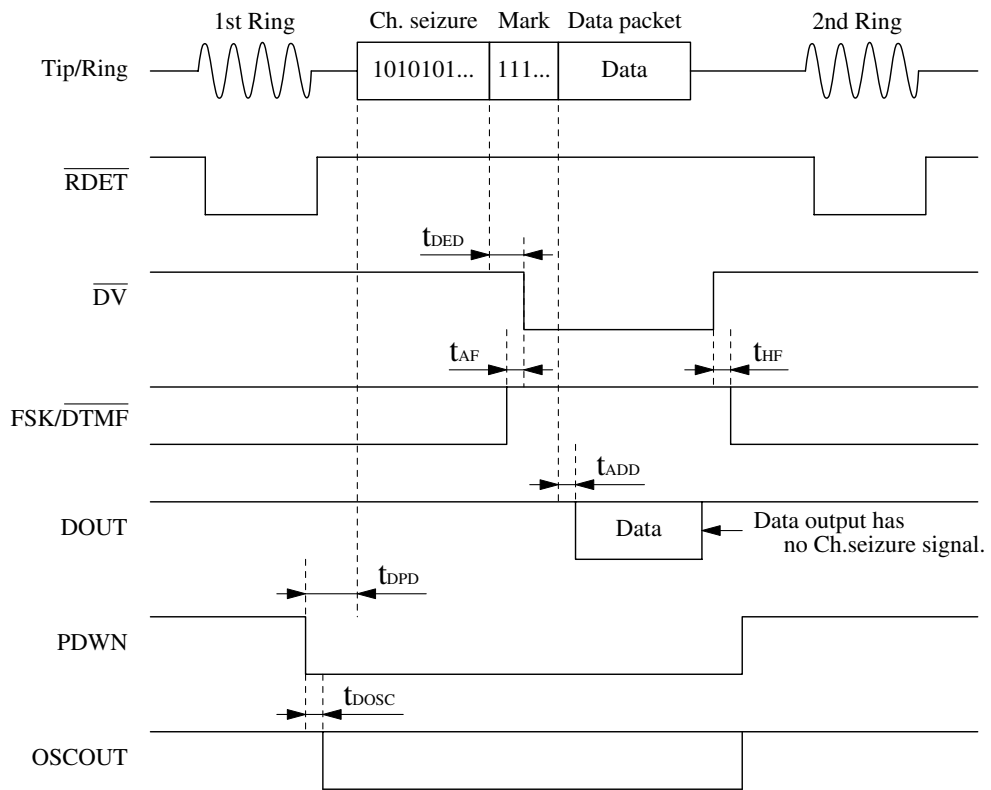 1st Ring
Ch. seizure
Mark
Data packet
2nd Ring
Tip/Ring
1010101...
111...
Data
RDET
tDED
DV
tAF
tHF
FSK/DTMF
tADD
DOUT
Data
Data output has
no Ch.seizure signal.
tDPD
PDWN
tDOSC
OSCOUT